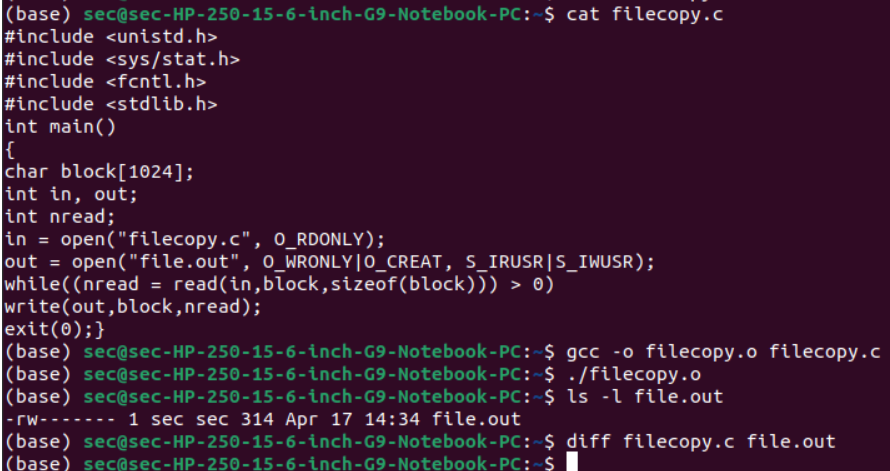 (base) sec@sec-HP-250-15-6-inch-G9-Notebook-PC:~$ cat filecopy.c
#include <unistd.h>
#include <sys/stat.h>
#include <fcntl.h>
#include <stdlib.h>
int main()
{
char block[1024];
int in, out;
int nread;
in = open("filecopy.c", O_RDONLY);
out = open("file.out", O_WRONLY|O_CREAT, S_IRUSR|S_IWUSR);
while((nread = read(in,block,sizeof(block))) > 0)
write(out,block,nread);
exit(0);}
(base) sec@sec-HP-250-15-6-inch-G9-Notebook-PC:~$ gcc -o filecopy.o filecopy.c
(base) sec@sec-HP-250-15-6-inch-G9-Notebook-PC:~$ ./filecopy.o
(base) sec@sec-HP-250-15-6-inch-G9-Notebook-PC:~$ ls -l file.out
-rw------- 1 sec sec 314 Apr 17 14:34 file.out
(base) sec@sec-HP-250-15-6-inch-G9-Notebook-PC:~$ diff filecopy.c file.out
(base) sec@sec-HP-250-15-6-inch-G9-Notebook-PC:~$